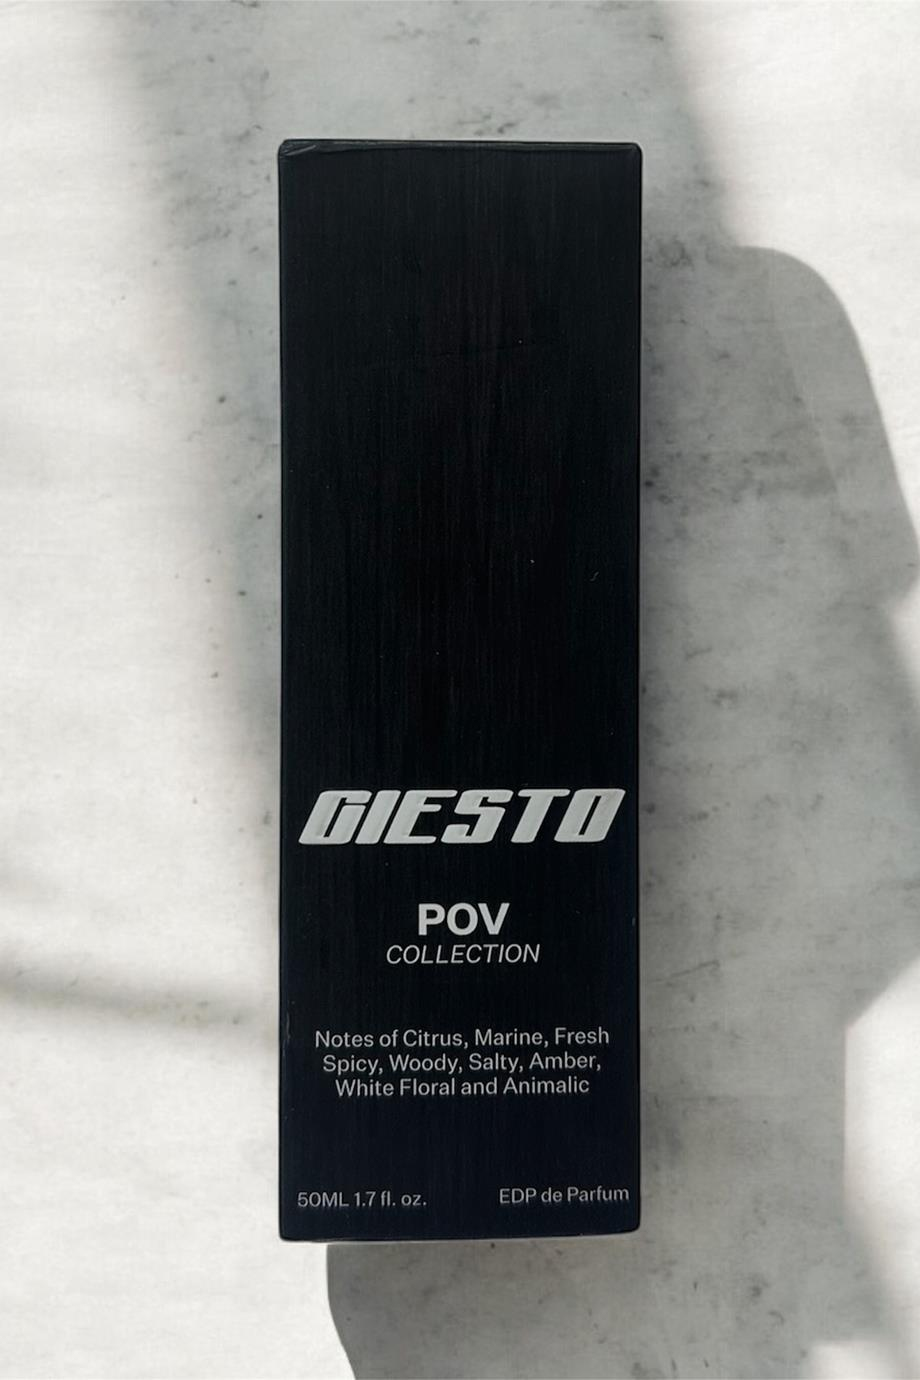 GIESTO
POV
COLLECTION
Notes of Citrus, Marine, Fresh
Spicy, Woody, Salty, Amber,
White Floral and Animalic
50ML 1.7 fl. oz.
EDP de Parfum